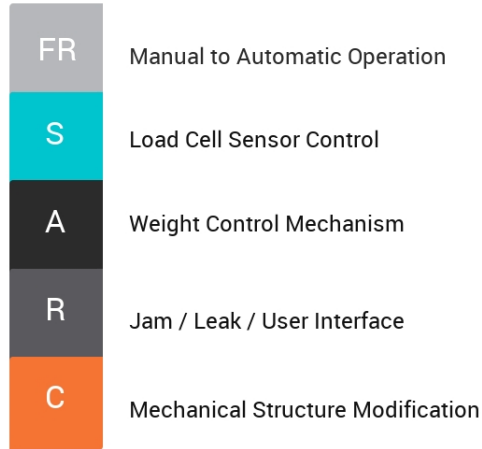 FR Manual to Automatic Operation
S Load Cell Sensor Control
A Weight Control Mechanism
R Jam / Leak / User Interface
C Mechanical Structure Modification